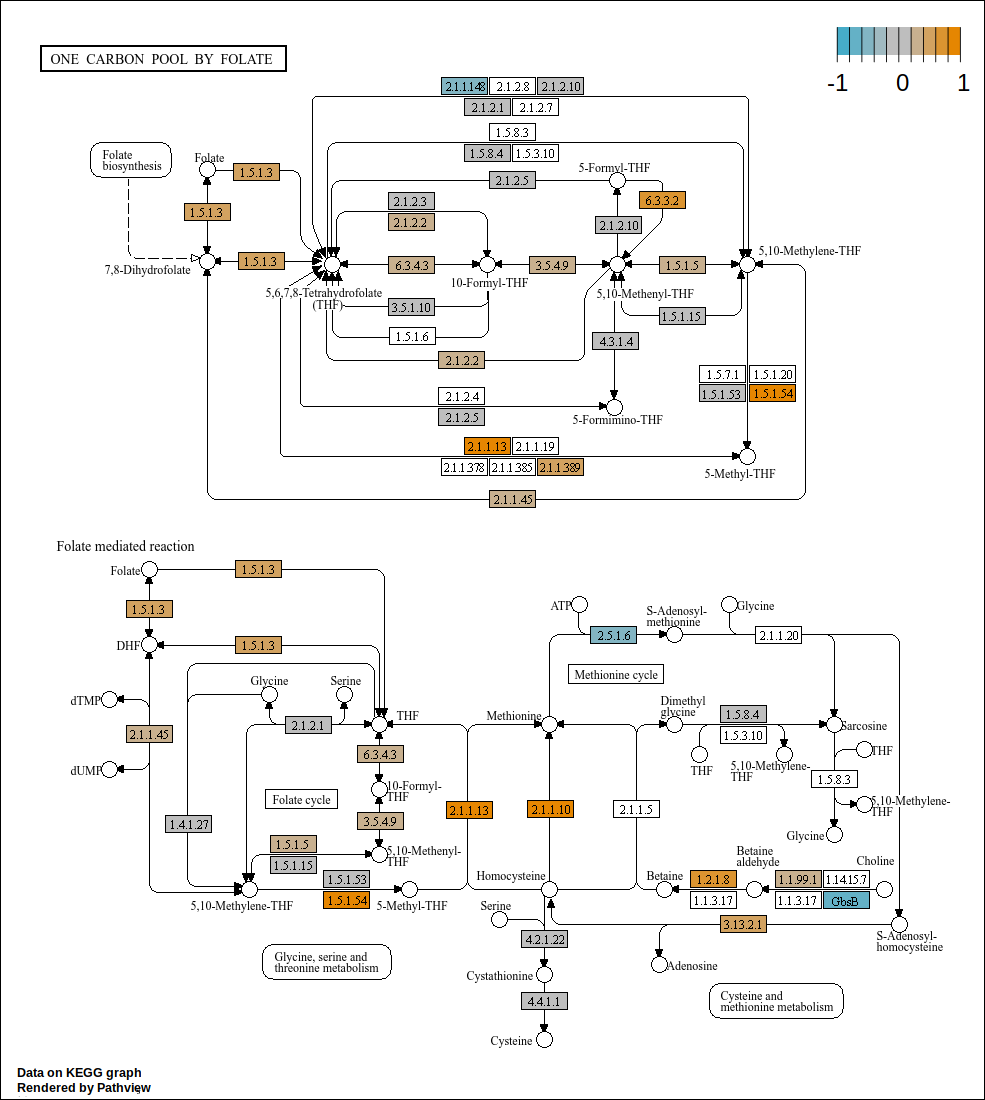 ONE CARBON POOL BY FOLATE
-1 0 1
2.1.1.148 2.1.2.8 2.1.2.10
2.1.2.1 2.1.2.7
1.5.8.3
1.5.8.4 1.5.3.10
Folate
biosynthesis
Folate
1.5.1.3
5-Formyl-THF
2.1.2.5
2.1.2.3
6.3.3.2
1.5.1.3
2.1.2.2
2.1.2.10
5,10-Methylene-THF
1.5.1.3
6.3.4.3
3.5.4.9
1.5.1.5
7,8-Dihydrofolate
10-Formyl-THF
5,6,7,8-Tetrahydrofolate
(THF)
5,10-Methenyl-THF
3.5.1.10
1.5.1.15
1.5.1.6
4.3.1.4
2.1.2.2
1.5.7.1 1.5.1.20
1.5.1.53 1.5.1.54
2.1.2.4
2.1.2.5
5-Formimino-THF
2.1.1.13 2.1.1.19
2.1.1.378 2.1.1.385 2.1.1.389
5-Methyl-THF
2.1.1.45
Folate mediated reaction
Folate
1.5.1.3
1.5.1.3
DHF
1.5.1.3
ATP
S-Adenosyl-
methionine
Glycine
2.5.1.6
2.1.1.20
Methionine cycle
Glycine
Serine
dTMP
2.1.2.1
THF
2.1.1.45
6.3.4.3
dUMP
10-Formyl-
THF
Folate cycle
3.5.4.9
1.4.1.27
1.5.1.5
1.5.1.15
5,10-Methenyl-
THF
1.5.1.53
1.5.1.54
5,10-Methylene-THF
5-Methyl-THF
2.1.1.13
2.1.1.10
2.1.1.5
Methionine
Dimethyl
glycine
1.5.8.4
1.5.3.10
Sarcosine
THF
5,10-Methylene-
THF
THF
1.5.8.3
5,10-Methylene-
THF
Glycine
Homocysteine
Betaine
Betaine
aldehyde
Choline
1.2.1.8
1.1.3.17
1.1.99.1 1.14.15.7
1.1.3.17 GbsB
Serine
4.2.1.22
3.13.2.1
S-Adenosyl-
homocysteine
Adenosine
Cystathionine
4.4.1.1
Cysteine
Glycine, serine and
threonine metabolism
Cysteine and
methionine metabolism
Data on KEGG graph
Rendered by Pathview